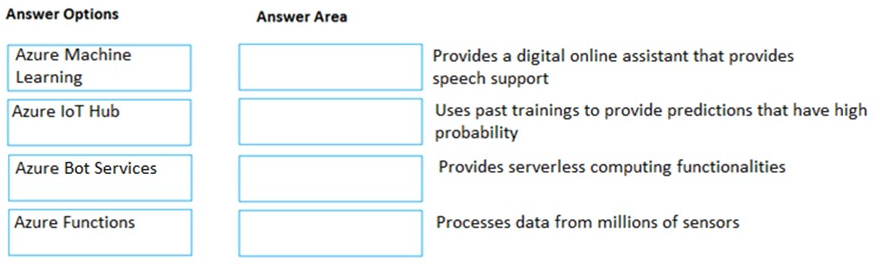 Answer Options
Answer Area
Azure Machine
Learning
Provides a digital online assistant that provides
speech support
Azure IoT Hub
Uses past trainings to provide predictions that have high
probability
Azure Bot Services
Provides serverless computing functionalities
Azure Functions
Processes data from millions of sensors